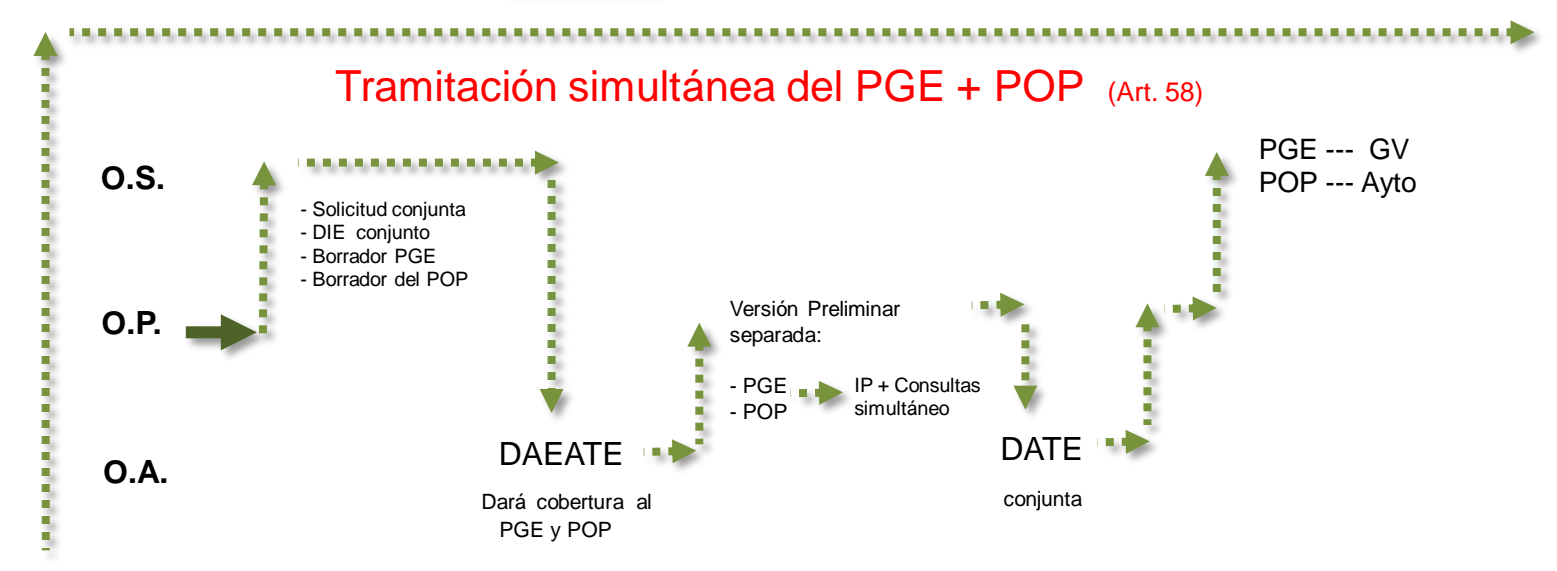 Tramitación simultánea del PGE + POP (Art. 58)
PGE --- GV
POP --- Ayto
O.S.
- Solicitud conjunta
- DIE conjunto
- Borrador PGE
- Borrador del POP
O.P.
Versión Preliminar
separada:
- PGE
- POP
IP + Consultas
simultáneo
DAEATE
DATE
O.A.
Dará cobertura al
PGE y POP
conjunta